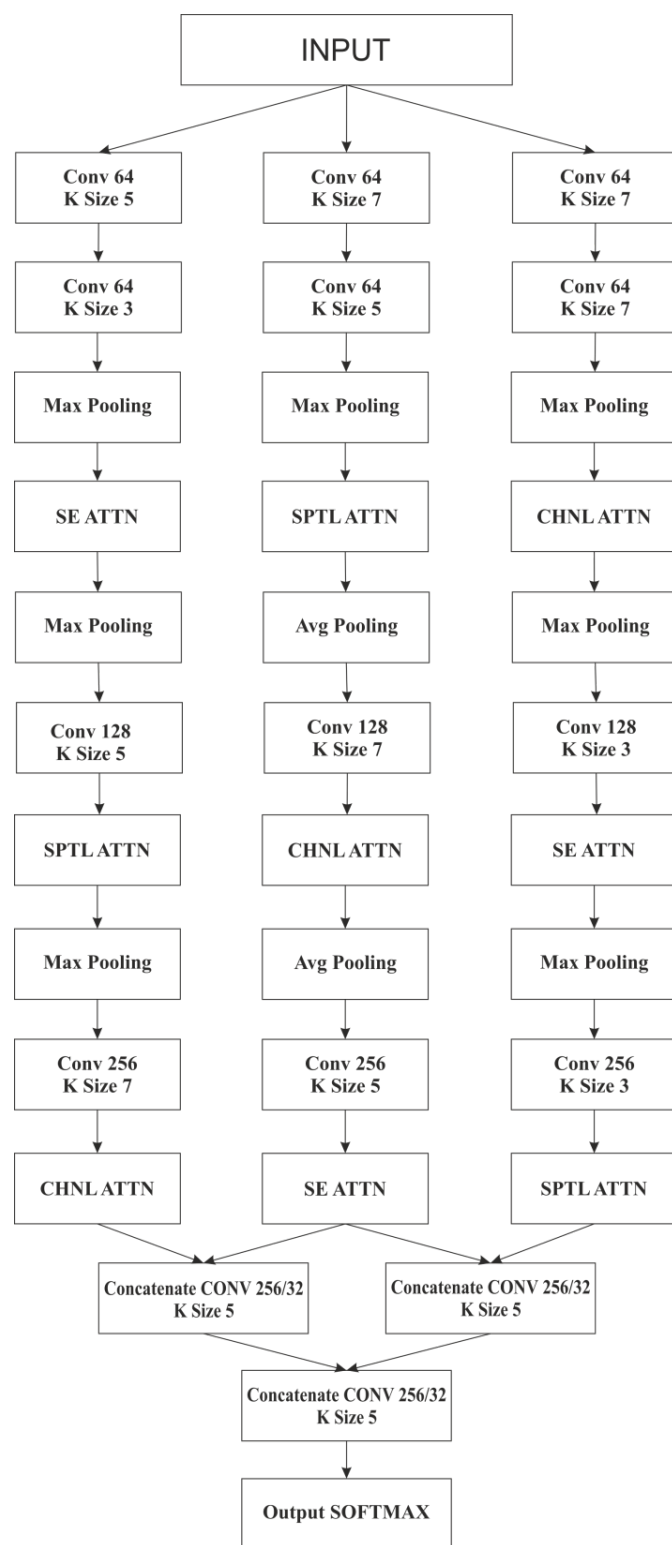 INPUT
Conv 64
K Size 5
Conv 64
K Size 7
Conv 64
K Size 7
Conv 64
K Size 3
Conv 64
K Size 5
Conv 64
K Size 7
Max Pooling
Max Pooling
Max Pooling
SE ATTN
SPTL ATTN
CHNL ATTN
Max Pooling
Avg Pooling
Max Pooling
Conv 128
K Size 5
Conv 128
K Size 7
Conv 128
K Size 3
SPTL ATTN
CHNL ATTN
SE ATTN
Max Pooling
Avg Pooling
Max Pooling
Conv 256
K Size 7
Conv 256
K Size 5
Conv 256
K Size 3
CHNL ATTN
SE ATTN
SPTL ATTN
Concatenate CONV 256/32
K Size 5
Concatenate CONV 256/32
K Size 5
Concatenate CONV 256/32
K Size 5
Output SOFTMAX